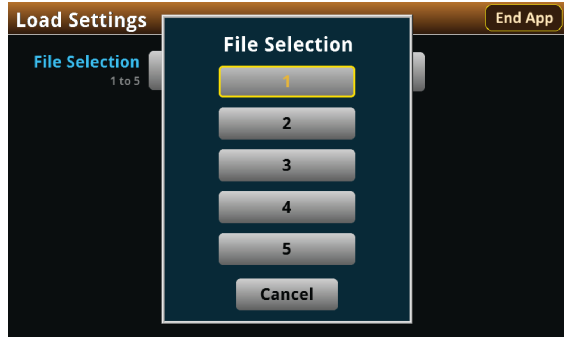 Load Settings
End App
File Selection
1 to 5
File Selection
1
2
3
4
5
Cancel